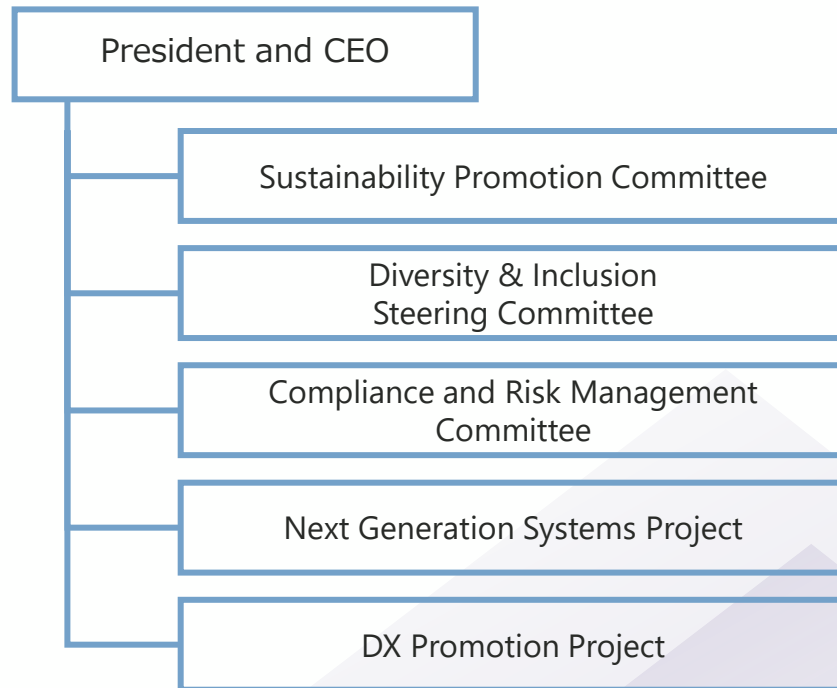 President and CEO
Sustainability Promotion Committee
Diversity & Inclusion
Steering Committee
Compliance and Risk Management
Committee
Next Generation Systems Project
DX Promotion Project